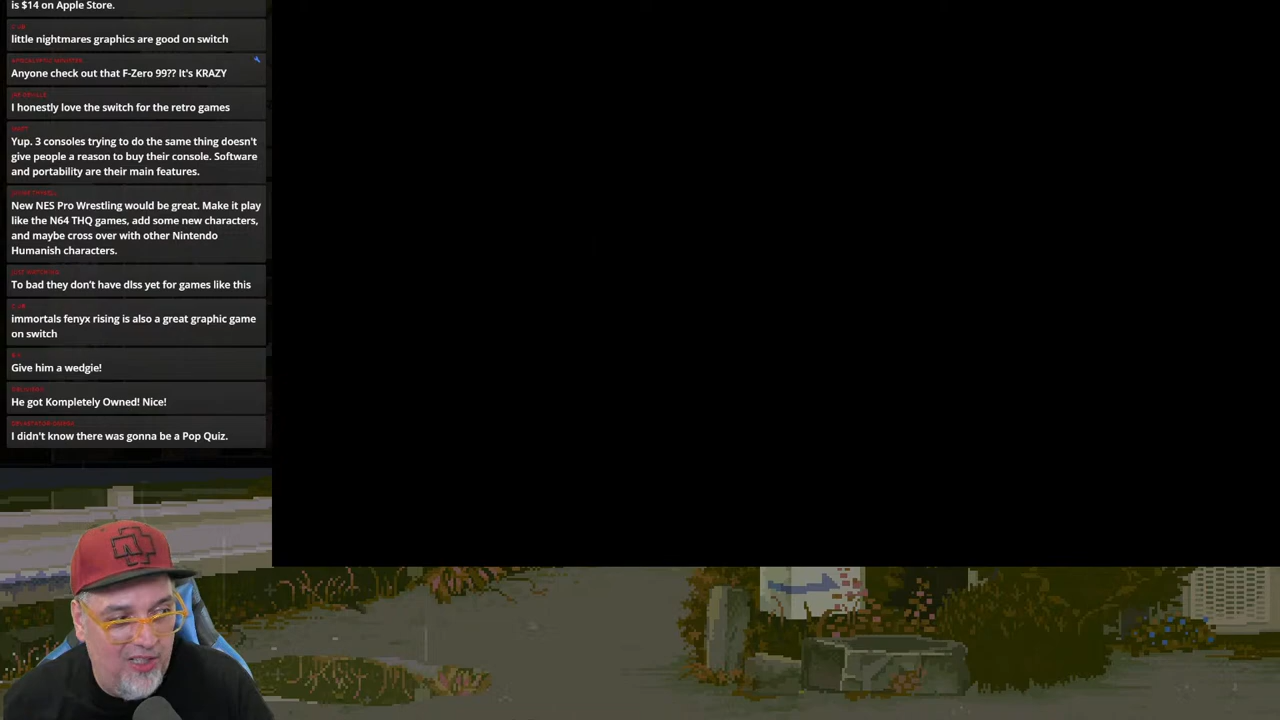 is $14 on Apple Store.
little nightmares graphics are good on switch
Anyone check out that F-Zero 99?? It's KRAZY
I honestly love the switch for the retro games
Yup. 3 consoles trying to do the same thing doesn't
give people a reason to buy their console. Software
and portability are their main features.
New NES Pro Wrestling would be great. Make it play
like the N64 THQ games, add some new characters,
and maybe cross over with other Nintendo
Humanish characters.
To bad they don't have dlss yet for games like this
immortals fenyx rising is also a great graphic game
on switch
Give him a wedgie!
He got Kompletely Owned! Nice!
I didn't know there was gonna be a Pop Quiz.